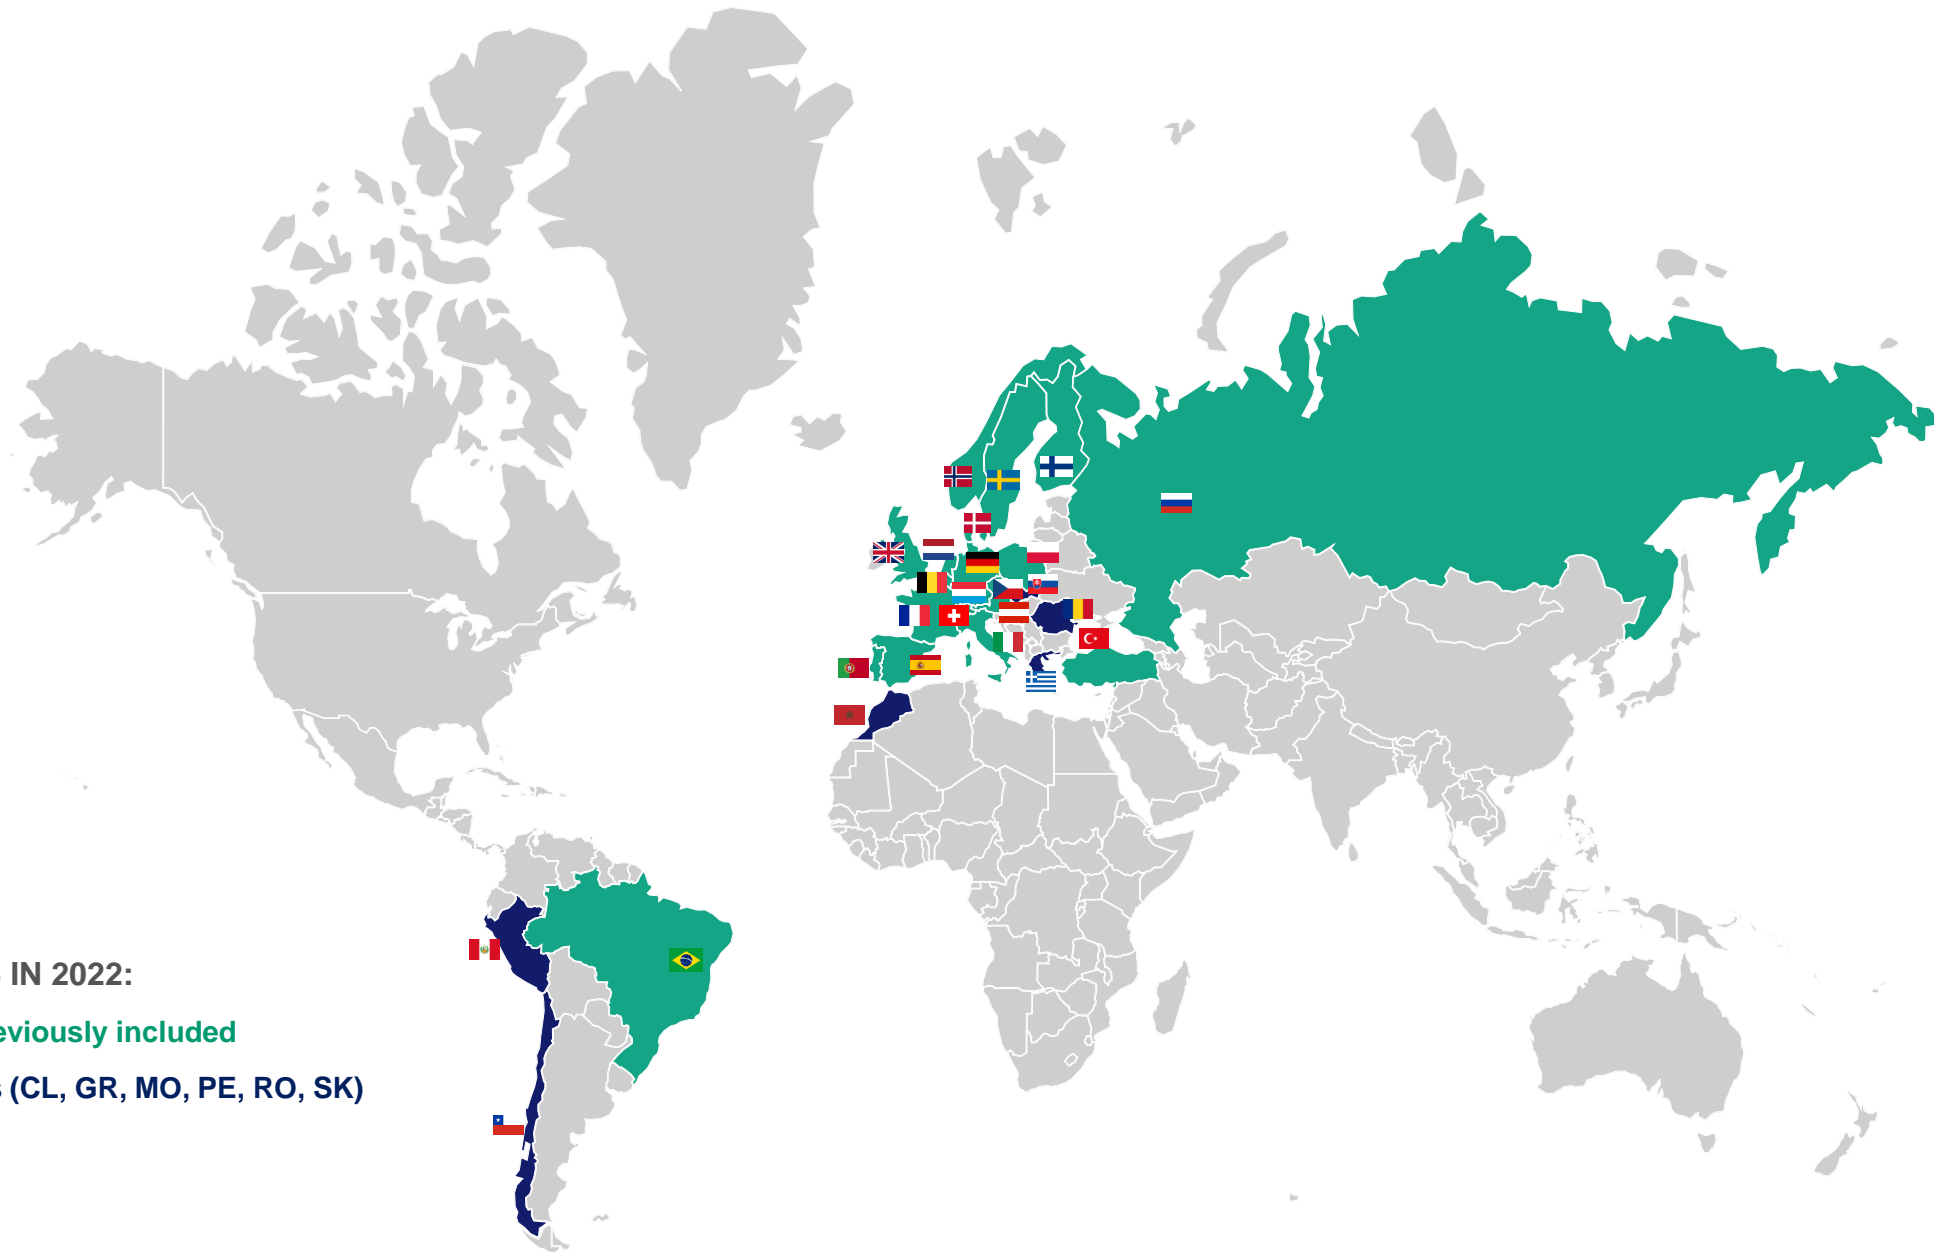 IN 2022:
eviously included
(CL, GR, MO, PE, RO, SK)